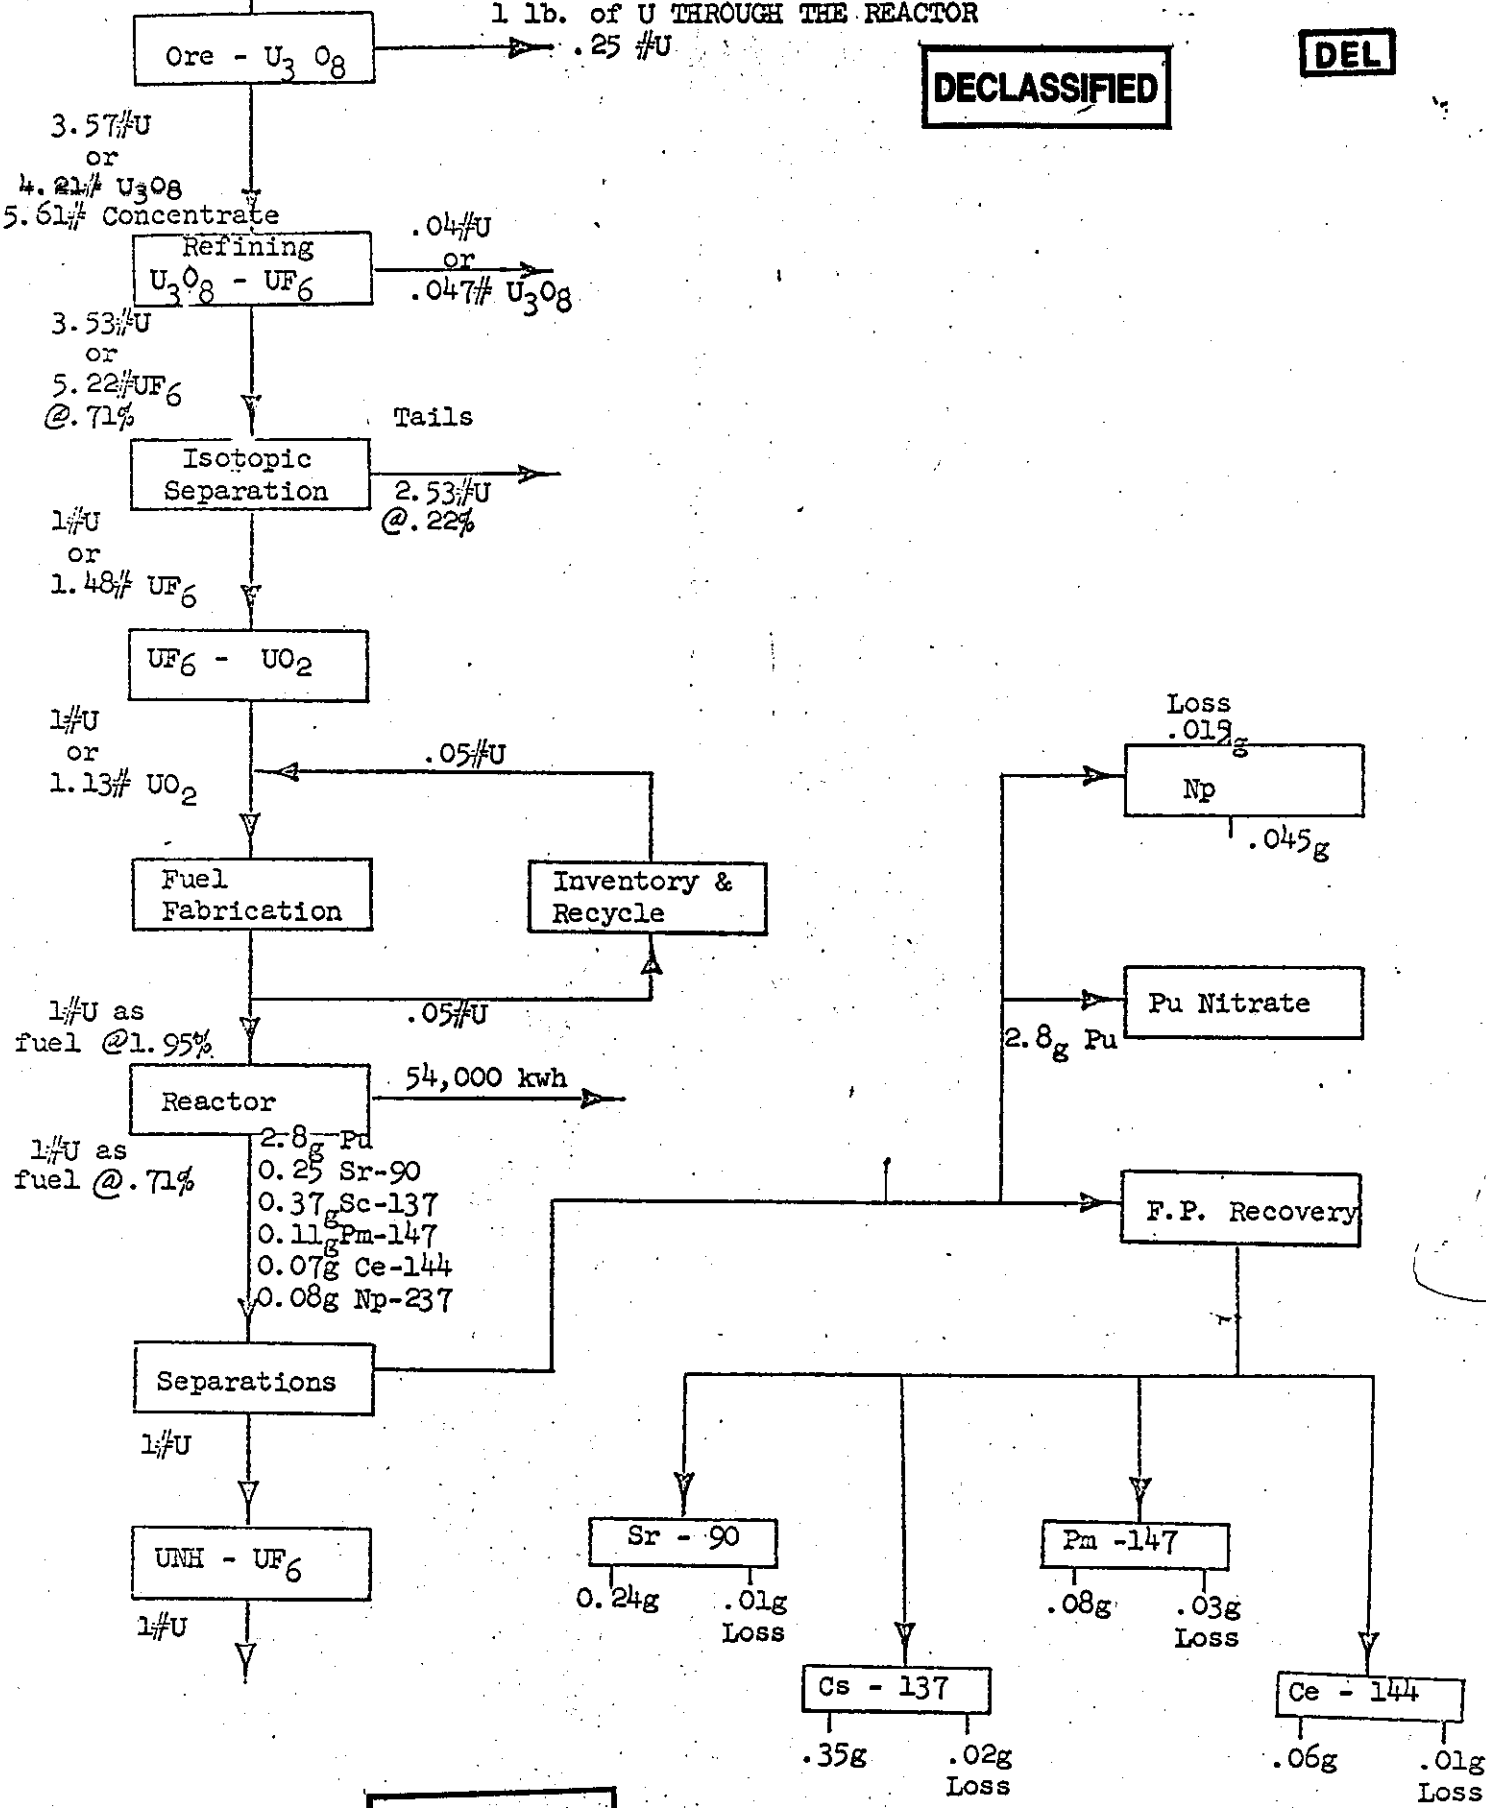 1 lb. of U THROUGH THE REACTOR
Ore - U3 O8
.25 #U
DECLASSIFIED
DEL
3.57#U
or
4.21# U3O8
5.61# Concentrate
Refining
U3O8 - UF6
.04#U
or
.047# U3O8
3.53#U
or
5.22#UF6
@.71%
Tails
Isotopic
Separation
2.53#U
@.22%
1#U
or
1.48# UF6
UF6 - UO2
1#U
or
1.13# UO2
.05#U
Fuel
Fabrication
Inventory &
Recycle
.05#U
1#U as
fuel @1.95%
Reactor
54,000 kwh
1#U as
fuel @.71%
2.8g Pu
0.25 Sr-90
0.37gSc-137
0.11gPm-147
0.07g Ce-144
0.08g Np-237
Separations
1#U
UNH - UF6
1#U
Loss
.015g
Np
.045g
Pu Nitrate
2.8g Pu
F.P. Recovery
Sr - 90
0.24g
.01g
Loss
Pm -147
.08g
.03g
Loss
Cs - 137
.35g
.02g
Loss
Ce - 144
.06g
.01g
Loss